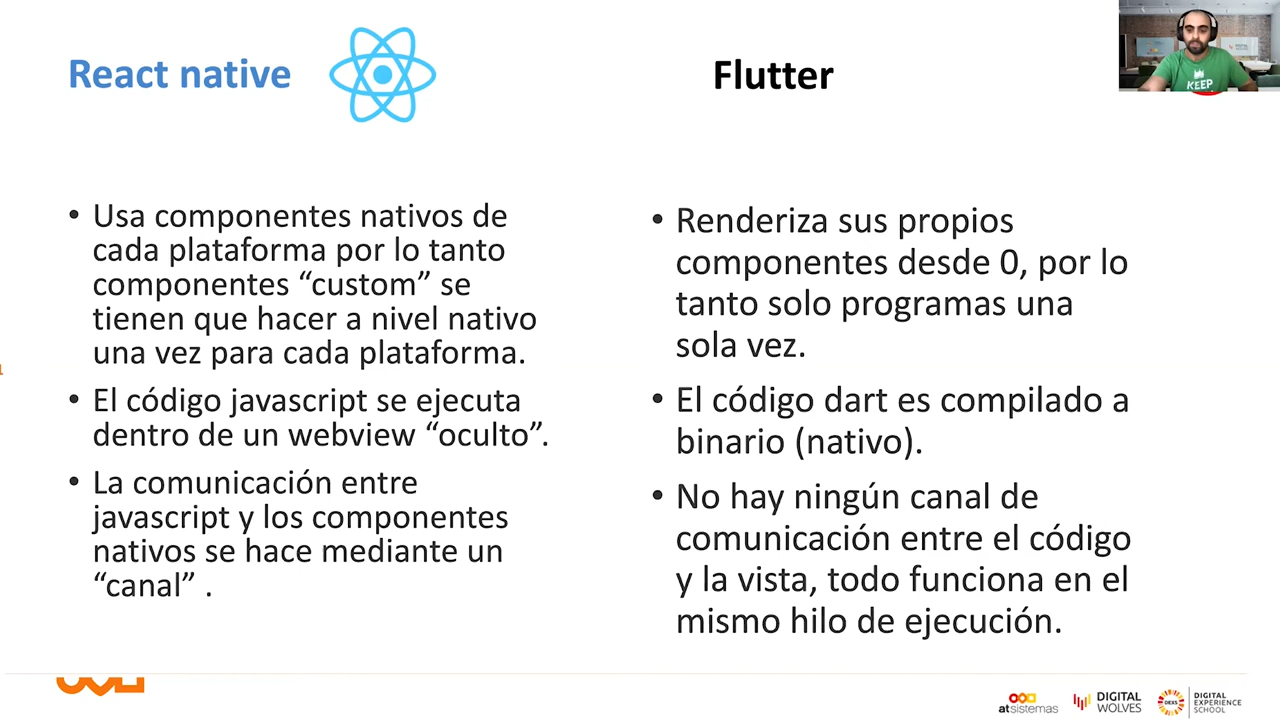 React native
Flutter
KEEP
• Usa componentes nativos de
cada plataforma por lo tanto
componentes “custom” se
tienen que hacer a nivel nativo
una vez para cada plataforma.
• El código javascript se ejecuta
dentro de un webview “oculto”.
• La comunicación entre
javascript y los componentes
nativos se hace mediante un
“canal” .
• Renderiza sus propios
componentes desde 0, por lo
tanto solo programas una
sola vez.
• El código dart es compilado a
binario (nativo).
• No hay ningún canal de
comunicación entre el código
y la vista, todo funciona en el
mismo hilo de ejecución.
atsistemas
DIGITAL
WOLVES
DIGITAL
EXPERIENCE
SCHOOL